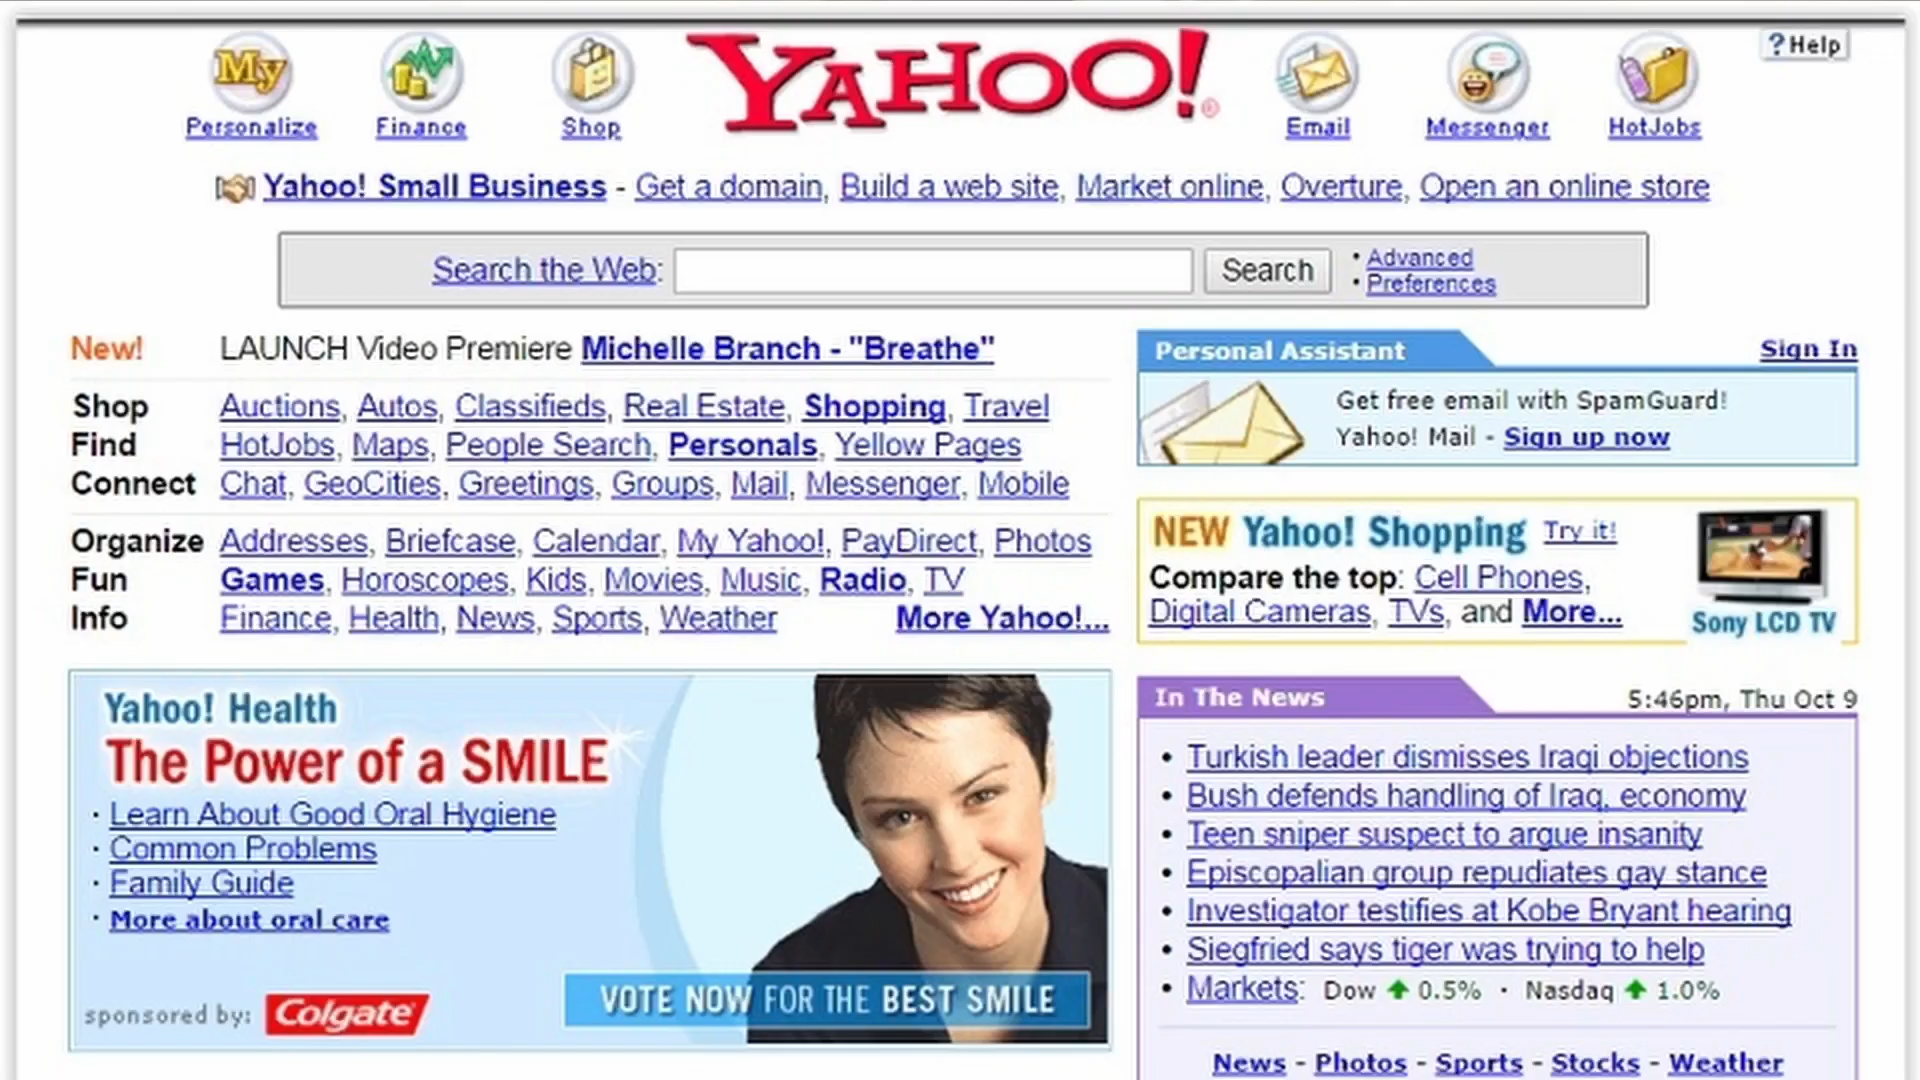 My
YAHOO!®
? Help
Personalize
Finance
Shop
Email
Messenger
HotJobs
Yahoo! Small Business - Get a domain, Build a web site, Market online, Overture, Open an online store
Search the Web:
Search
· Advanced
· Preferences
New! LAUNCH Video Premiere Michelle Branch - "Breathe"
Shop Auctions, Autos, Classifieds, Real Estate, Shopping, Travel
Find HotJobs, Maps, People Search, Personals, Yellow Pages
Connect Chat, GeoCities, Greetings, Groups, Mail, Messenger, Mobile
Organize Addresses, Briefcase, Calendar, My Yahoo!, PayDirect, Photos
Fun Games, Horoscopes, Kids, Movies, Music, Radio, TV
Info Finance, Health, News, Sports, Weather More Yahoo!...
Yahoo! Health
The Power of a SMILE
· Learn About Good Oral Hygiene
· Common Problems
· Family Guide
· More about oral care
sponsored by: Colgate
VOTE NOW FOR THE BEST SMILE
Personal Assistant Sign In
Get free email with SpamGuard!
Yahoo! Mail - Sign up now
NEW Yahoo! Shopping Try it!
Compare the top: Cell Phones,
Digital Cameras, TVs, and More...
Sony LCD TV
In The News 5:46pm, Thu Oct 9
• Turkish leader dismisses Iraqi objections
• Bush defends handling of Iraq, economy
• Teen sniper suspect to argue insanity
• Episcopalian group repudiates gay stance
• Investigator testifies at Kobe Bryant hearing
• Siegfried says tiger was trying to help
• Markets: Dow 0.5% · Nasdaq 1.0%
News - Photos - Sports - Stocks - Weather